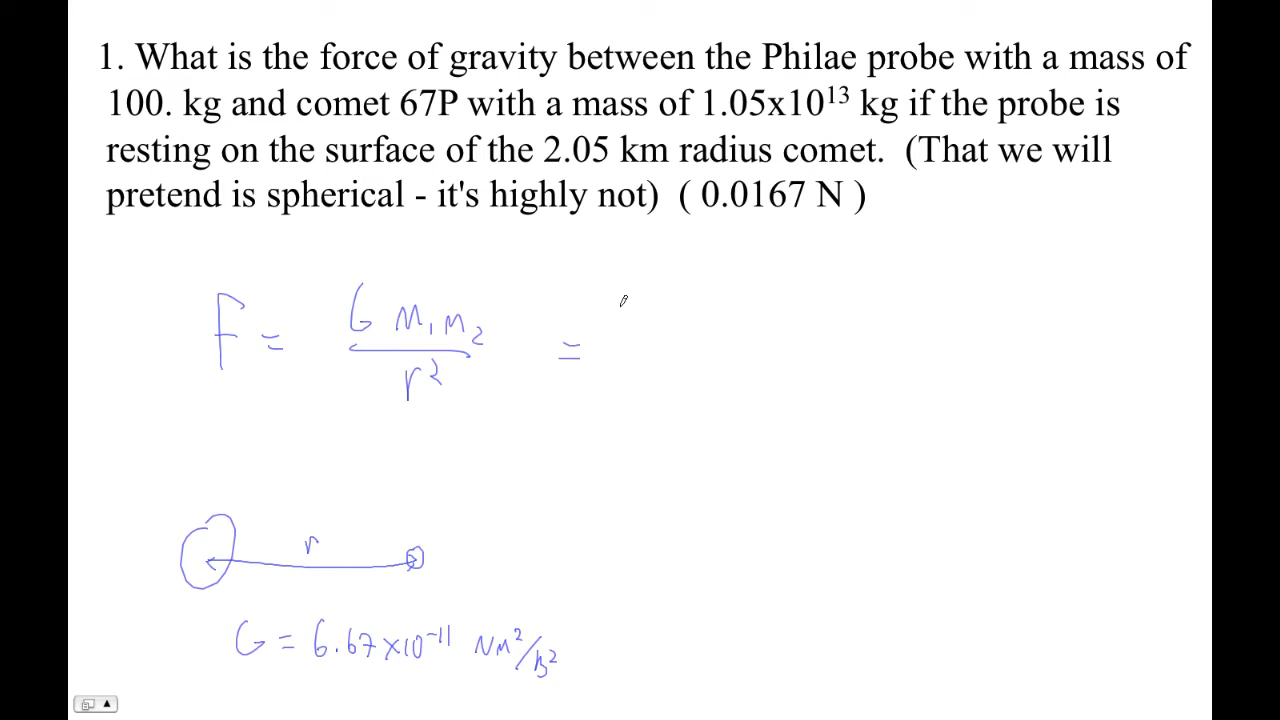 1. What is the force of gravity between the Philae probe with a mass of
100. kg and comet 67P with a mass of 1.05x10¹³ kg if the probe is
resting on the surface of the 2.05 km radius comet. (That we will
pretend is spherical - it's highly not) ( 0.0167 N )
F = G m₁m₂ / r² =
r
G = 6.67×10⁻¹¹ Nm²/kg²